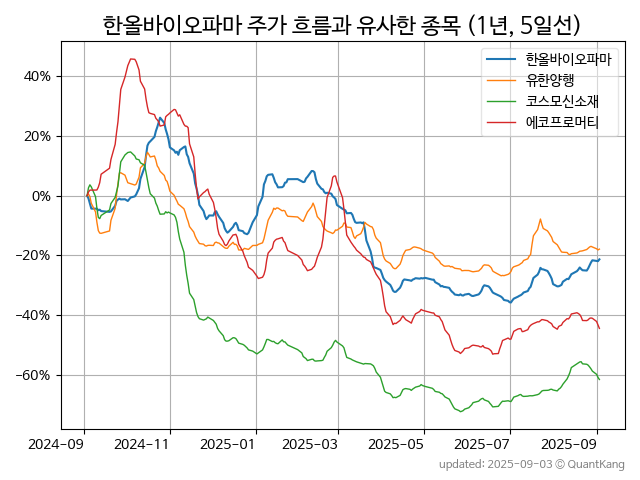 한올바이오파마 주가 흐름과 유사한 종목 (1년, 5일선)
한올바이오파마
유한양행
코스모신소재
에코프로머티
40%
20%
0%
−20%
−40%
−60%
2024-09
2024-11
2025-01
2025-03
2025-05
2025-07
2025-09
updated: 2025-09-03 © QuantKang